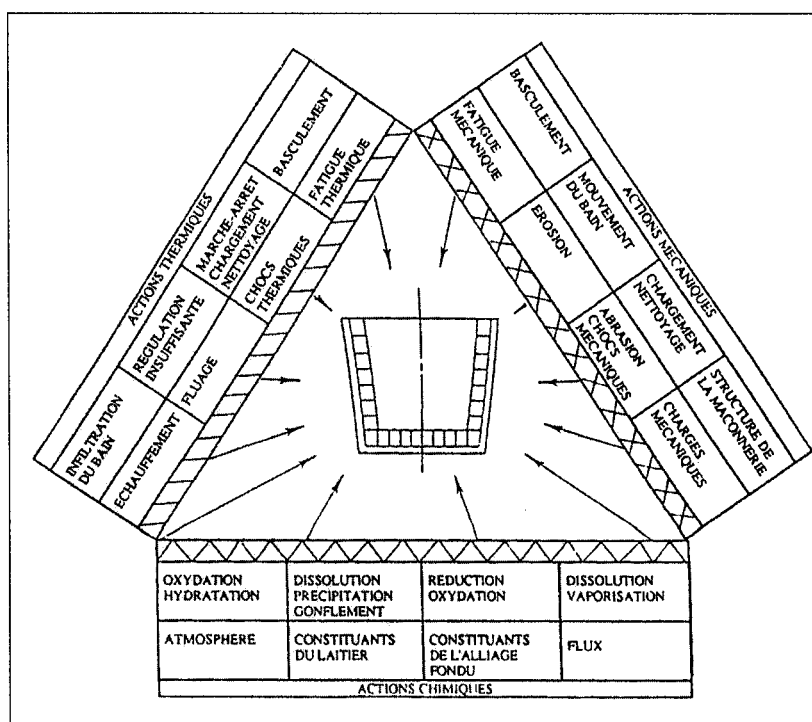 ACTIONS THERMIQUES
BASCULEMENT
FATIGUE
THERMIQUE
MARCHE-ARRET
CHARGEMENT
NETTOYAGE
CHOCS
THERMIQUES
REGULATION
INSUFFISANTE
FLUAGE
INFILTRATION
DU BAIN
ECHAUFFEMENT
ACTIONS MECANIQUES
BASCULEMENT
FATIGUE
MECANIQUE
MOUVEMENT
DU BAIN
EROSION
CHARGEMENT
NETTOYAGE
ABRASION
CHOCS
MECANIQUES
STRUCTURE DE
LA MACONNERIE
CHARGES
MECANIQUES
OXYDATION
HYDRATATION
DISSOLUTION
PRECIPITATION
GONFLEMENT
REDUCTION
OXYDATION
DISSOLUTION
VAPORISATION
ATMOSPHERE
CONSTITUANTS
DU LAITIER
CONSTITUANTS
DE L'ALLIAGE
FONDU
FLUX
ACTIONS CHIMIQUES